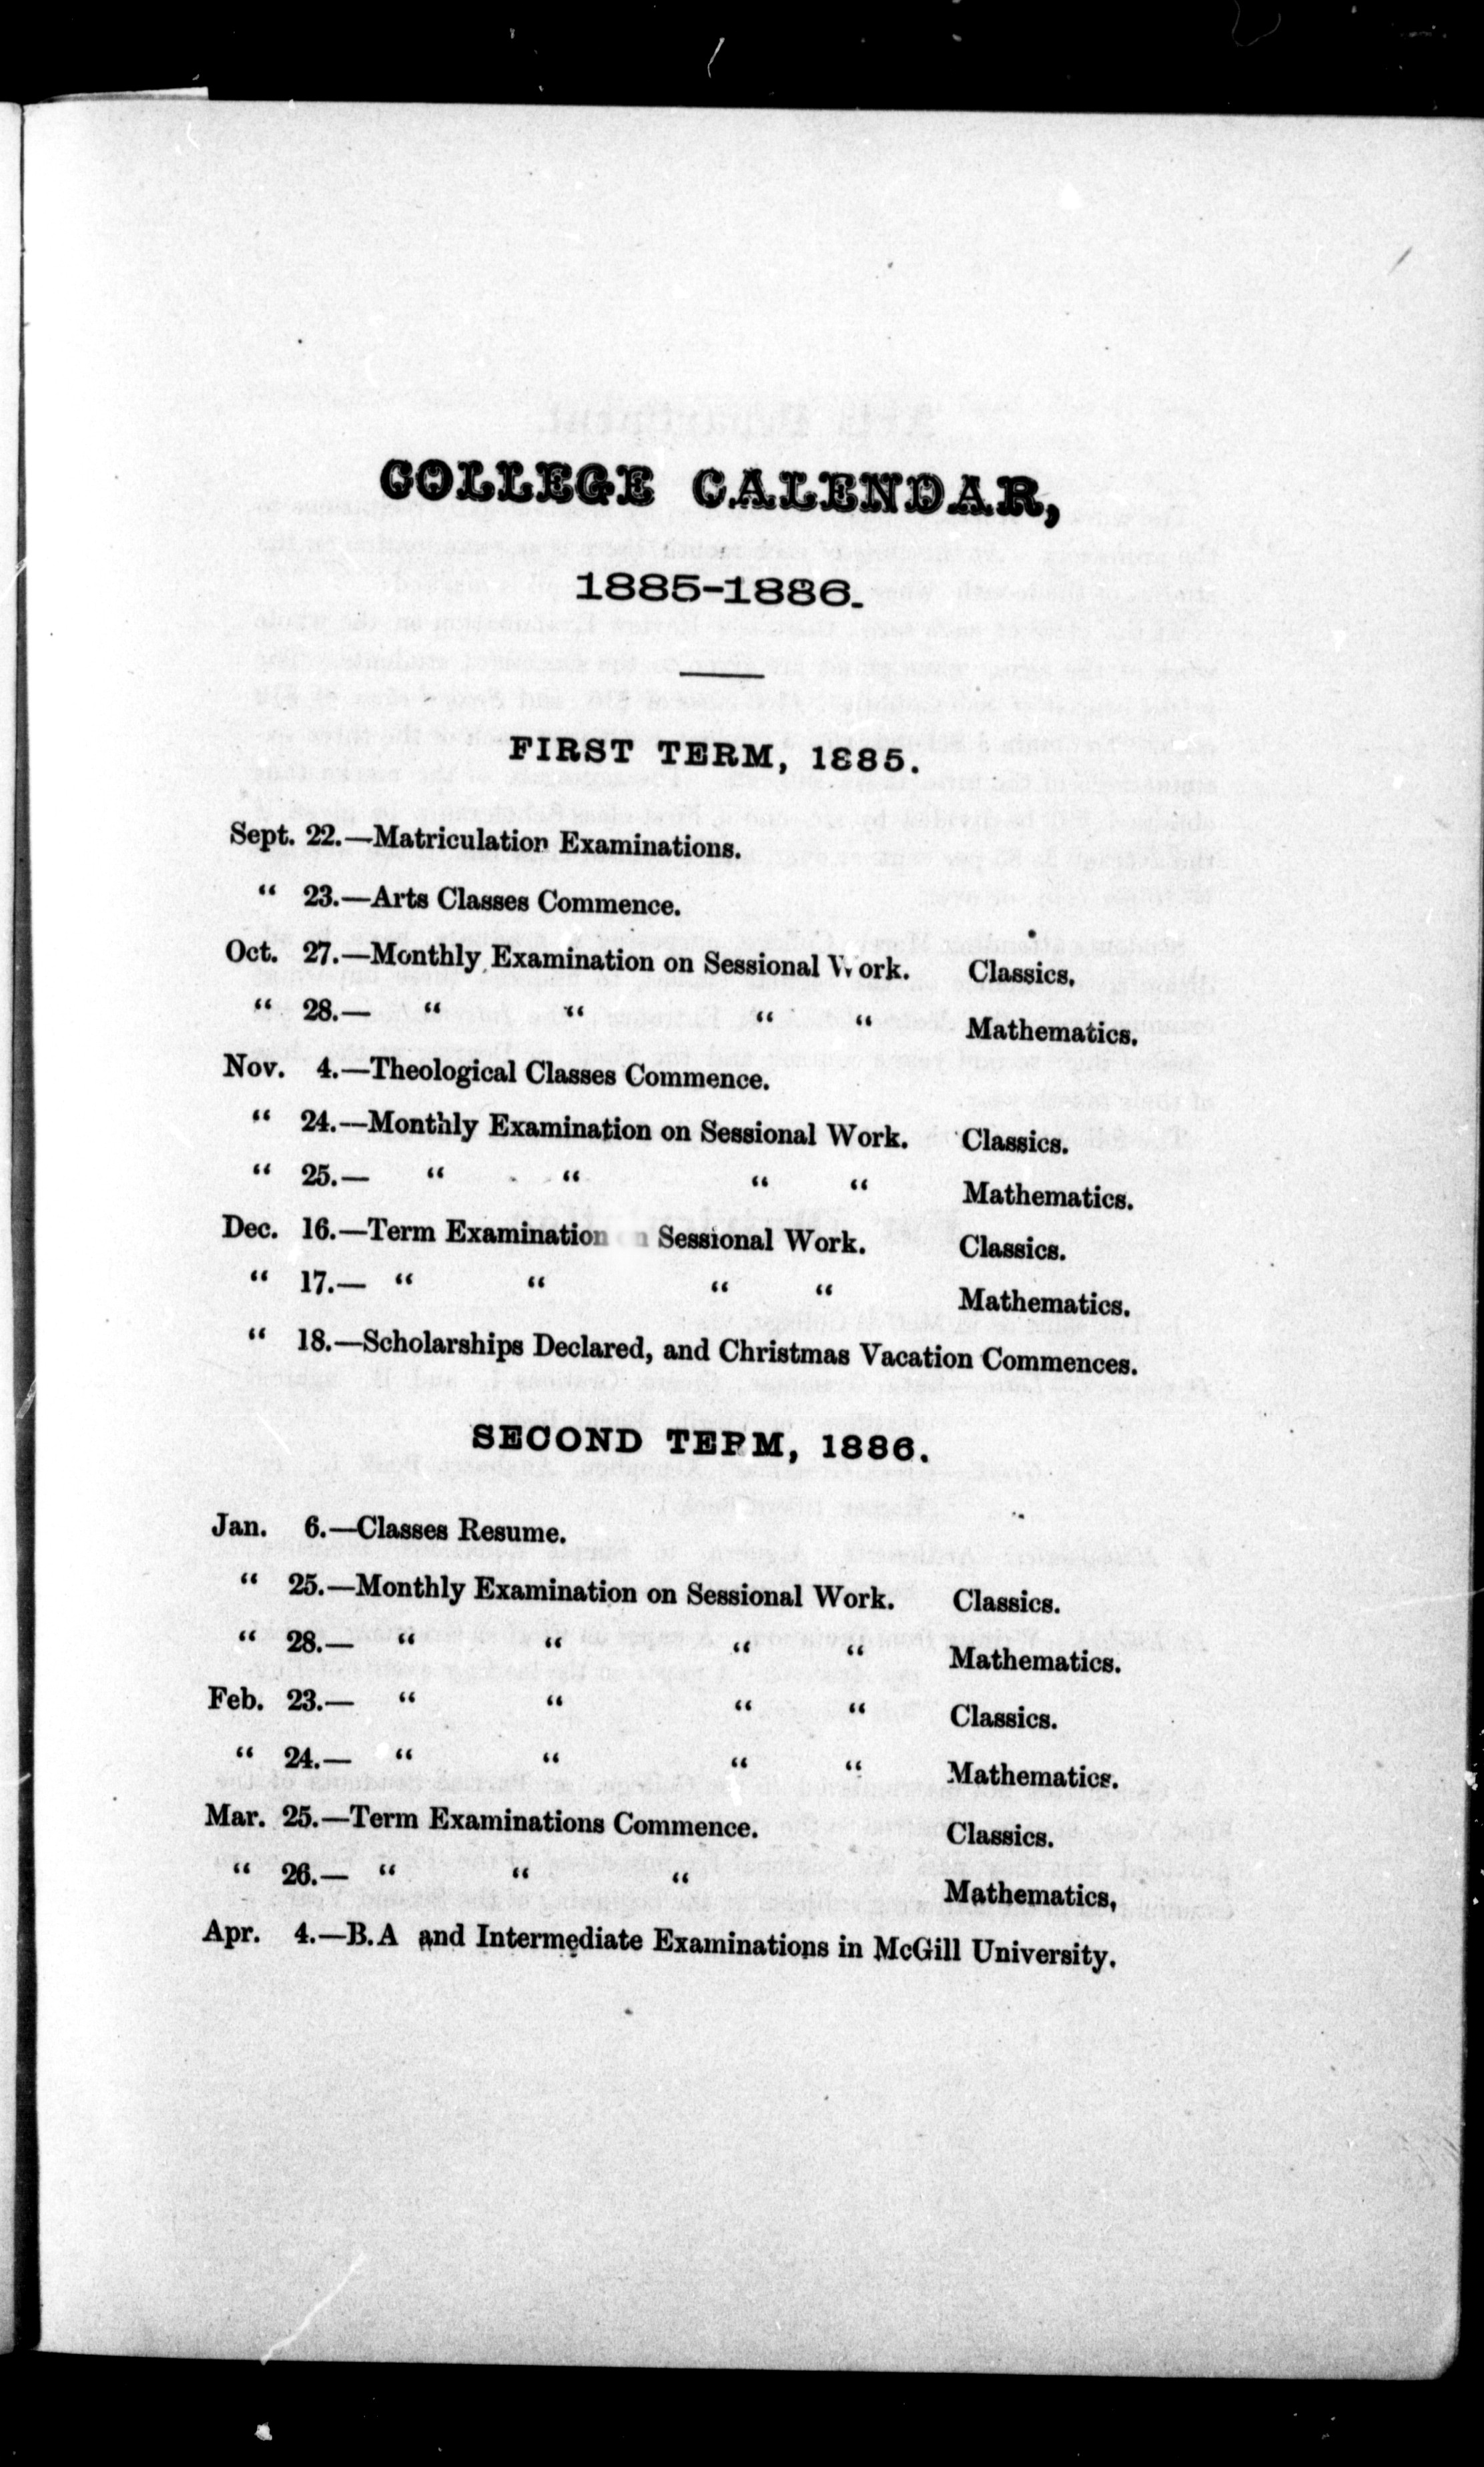 COLLEGE CALENDAR,
1885-1886.
FIRST TERM, 1885.
Sept. 22.—Matriculation Examinations.
“ 23.—Arts Classes Commence.
Oct. 27.—Monthly Examination on Sessional Work. Classics.
“ 28.— “ “ “ “ Mathematics.
Nov. 4.—Theological Classes Commence.
“ 24.—Monthly Examination on Sessional Work. Classics.
“ 25.— “ “ “ “ Mathematics.
Dec. 16.—Term Examination on Sessional Work. Classics.
“ 17.— “ “ “ “ Mathematics.
“ 18.—Scholarships Declared, and Christmas Vacation Commences.
SECOND TERM, 1886.
Jan. 6.—Classes Resume.
“ 25.—Monthly Examination on Sessional Work. Classics.
“ 28.— “ “ “ “ Mathematics.
Feb. 23.— “ “ “ “ Classics.
“ 24.— “ “ “ “ Mathematics.
Mar. 25.—Term Examinations Commence. Classics.
“ 26.— “ “ “ Mathematics,
Apr. 4.—B.A and Intermediate Examinations in McGill University.